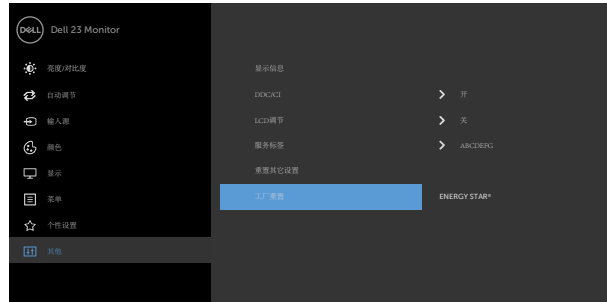 DELL Dell 23 Monitor
亮度/对比度
自动调节
输入源
颜色
显示
菜单
个性设置
其他
显示信息
DDC/CI 开
LCD调节 关
服务标签 ABCDEFG
重置其它设置
工厂重置 ENERGY STAR®